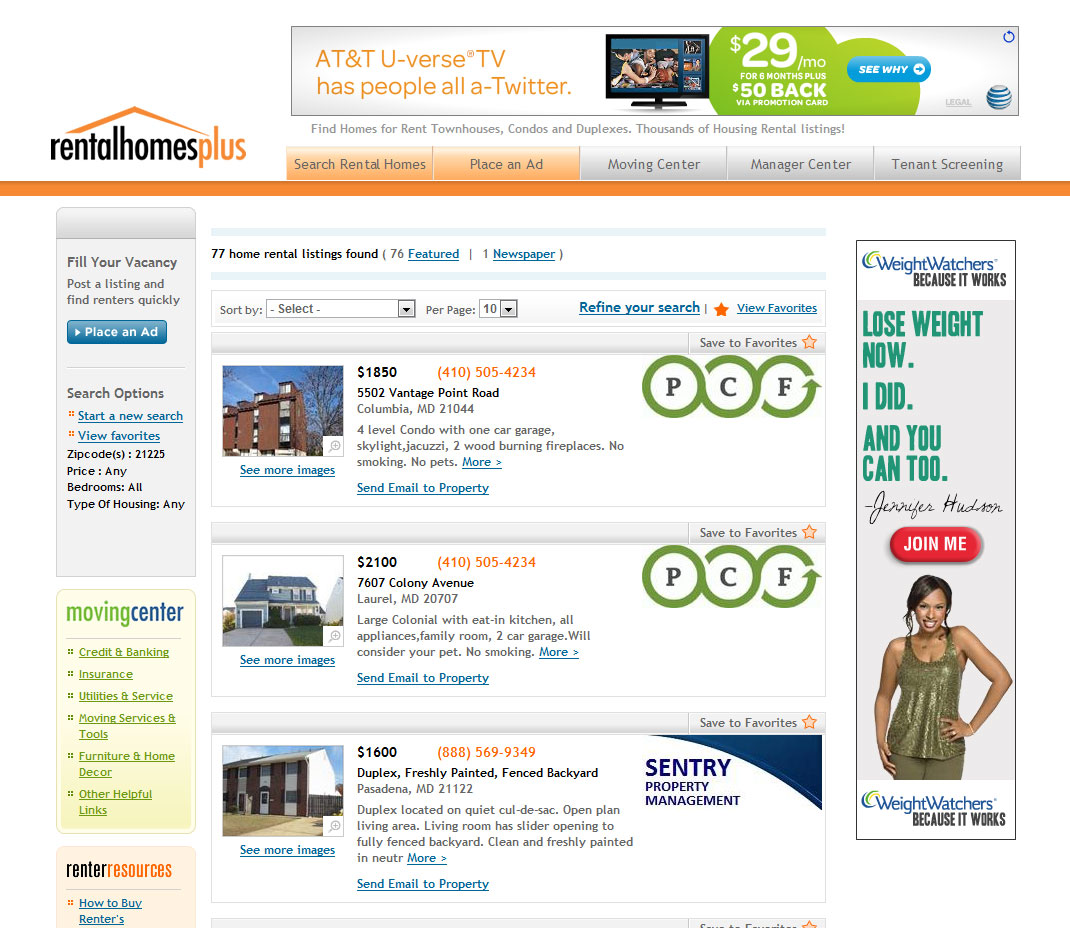 AT&T U-verse® TV
has people all a-Twitter.
$29/mo
FOR 6 MONTHS PLUS
$50 BACK
VIA PROMOTION CARD
SEE WHY
LEGAL
rentalhomesplus
Find Homes for Rent Townhouses, Condos and Duplexes. Thousands of Housing Rental listings!
Search Rental Homes
Place an Ad
Moving Center
Manager Center
Tenant Screening
Fill Your Vacancy
Post a listing and
find renters quickly
Place an Ad
Search Options
Start a new search
View favorites
Zipcode(s) : 21225
Price : Any
Bedrooms: All
Type Of Housing: Any
movingcenter
Credit & Banking
Insurance
Utilities & Service
Moving Services &
Tools
Furniture & Home
Decor
Other Helpful
Links
renterresources
How to Buy
Renter's
77 home rental listings found ( 76 Featured | 1 Newspaper )
Sort by: - Select - Per Page: 10 Refine your search | View Favorites
Save to Favorites
$1850 (410) 505-4234
5502 Vantage Point Road
Columbia, MD 21044
4 level Condo with one car garage,
skylight,jacuzzi, 2 wood burning fireplaces. No
smoking. No pets. More >
See more images
Send Email to Property
P C F
Save to Favorites
$2100 (410) 505-4234
7607 Colony Avenue
Laurel, MD 20707
Large Colonial with eat-in kitchen, all
appliances,family room, 2 car garage.Will
consider your pet. No smoking. More >
See more images
Send Email to Property
P C F
Save to Favorites
$1600 (888) 569-9349
Duplex, Freshly Painted, Fenced Backyard
Pasadena, MD 21122
Duplex located on quiet cul-de-sac. Open plan
living area. Living room has slider opening to
fully fenced backyard. Clean and freshly painted
in neutr More >
See more images
Send Email to Property
SENTRY
PROPERTY
MANAGEMENT
Save to Favorites
WeightWatchers®
BECAUSE IT WORKS
LOSE WEIGHT
NOW.
I DID.
AND YOU
CAN TOO.
-Jennifer Hudson
JOIN ME
WeightWatchers®
BECAUSE IT WORKS